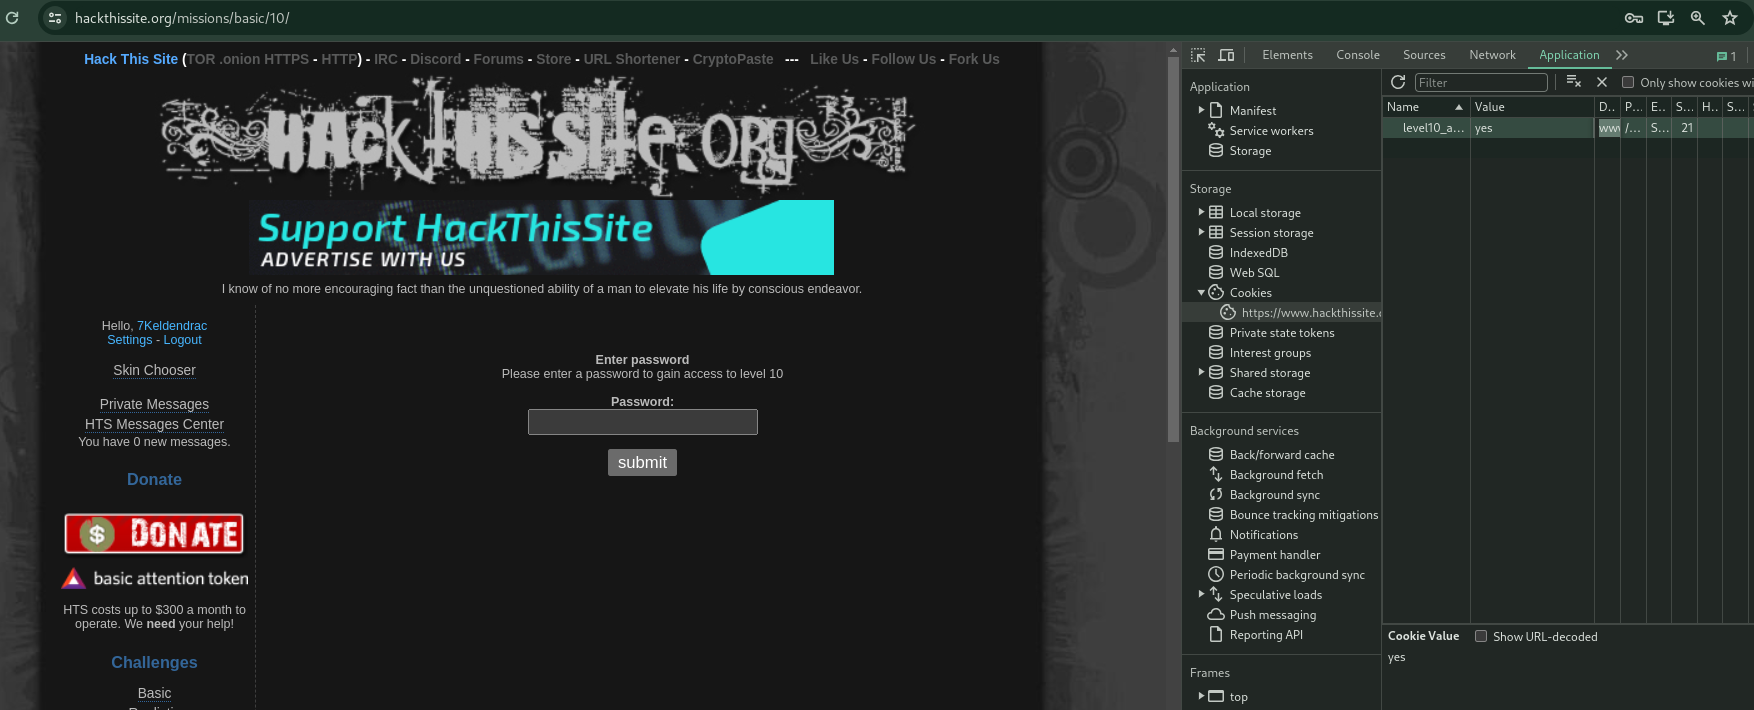 hackthissite.org/missions/basic/10/
Hack This Site (TOR .onion HTTPS - HTTP) - IRC - Discord - Forums - Store - URL Shortener - CryptoPaste --- Like Us - Follow Us - Fork Us
HACK THIS SITE.ORG
Support HackThisSite
ADVERTISE WITH US
I know of no more encouraging fact than the unquestioned ability of a man to elevate his life by conscious endeavor.
Hello, 7Keldendrac
Settings - Logout
Skin Chooser
Private Messages
HTS Messages Center
You have 0 new messages.
Donate
$ DONATE
basic attention token
HTS costs up to $300 a month to
operate. We need your help!
Challenges
Basic
Enter password
Please enter a password to gain access to level 10
Password:
submit
Elements Console Sources Network Application 1
Application
Manifest
Service workers
Storage
Storage
Local storage
Session storage
IndexedDB
Web SQL
Cookies
https://www.hackthissite.
Private state tokens
Interest groups
Shared storage
Cache storage
Background services
Back/forward cache
Background fetch
Background sync
Bounce tracking mitigations
Notifications
Payment handler
Periodic background sync
Speculative loads
Push messaging
Reporting API
Frames
top
Filter Only show cookies wi
Name Value D.. P... E.. S... H.. S...
level10_a... yes www /... S... 21
Cookie Value Show URL-decoded
yes